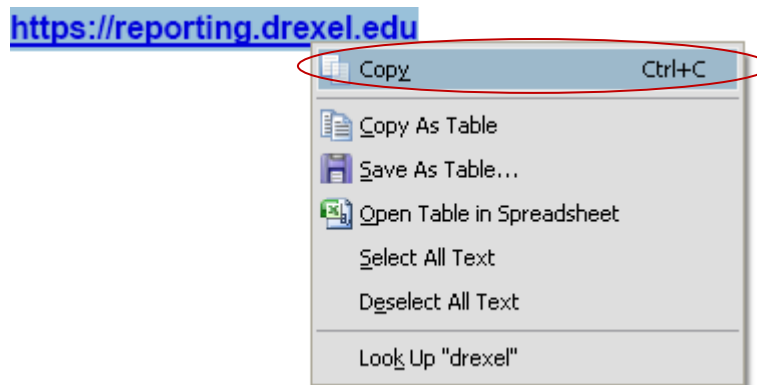 https://reporting.drexel.edu
Copy Ctrl+C
Copy As Table
Save As Table...
Open Table in Spreadsheet
Select All Text
Deselect All Text
Look Up "drexel"